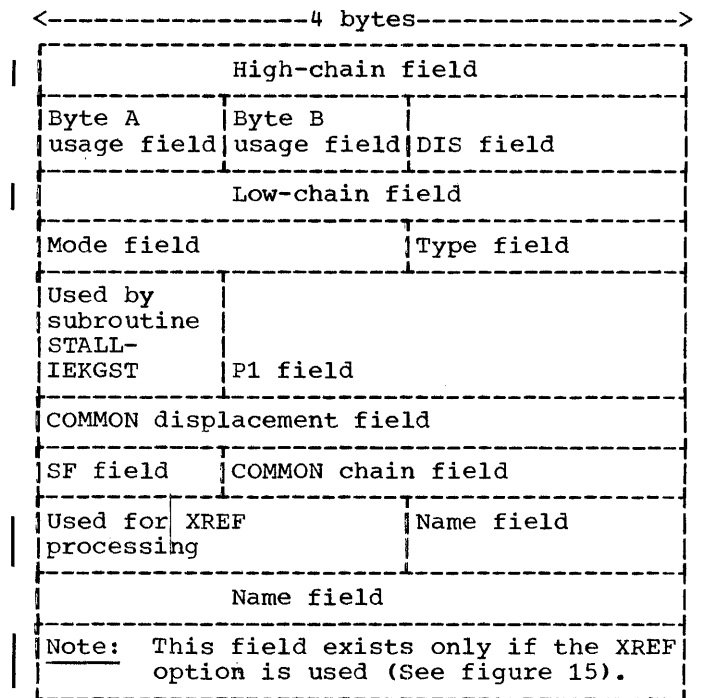 <-----------------4 bytes----------------->
High-chain field
Byte A Byte B
usage field usage field DIS field
Low-chain field
Mode field Type field
Used by
subroutine
STALL-
IEKGST P1 field
COMMON displacement field
SF field COMMON chain field
Used for XREF Name field
processing
Name field
Note: This field exists only if the XREF
option is used (See figure 15).